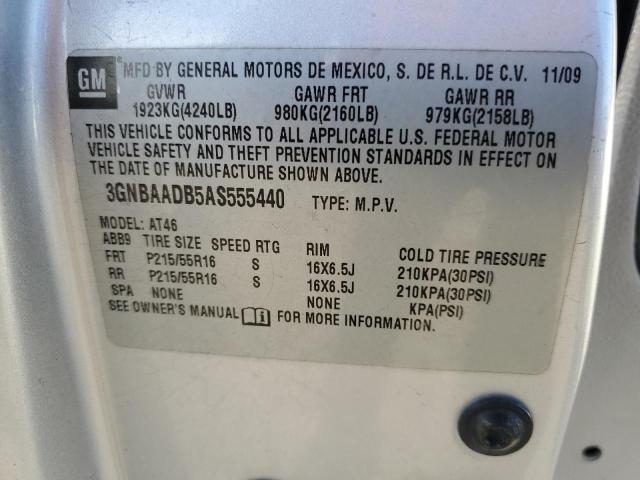 GM MFD BY GENERAL MOTORS DE MEXICO, S. DE R.L. DE C.V. 11/09
GVWR GAWR FRT GAWR RR
1923KG(4240LB) 980KG(2160LB) 979KG(2158LB)
THIS VEHICLE CONFORMS TO ALL APPLICABLE U.S. FEDERAL MOTOR
VEHICLE SAFETY AND THEFT PREVENTION STANDARDS IN EFFECT ON
THE DATE OF MANUFACTURE SHOWN ABOVE.
3GNBAADB5AS555440 TYPE: M.P.V.
MODEL: AT46
ABB9 TIRE SIZE SPEED RTG RIM COLD TIRE PRESSURE
FRT P215/55R16 S 16X6.5J 210KPA(30PSI)
RR P215/55R16 S 16X6.5J 210KPA(30PSI)
SPA NONE NONE KPA(PSI)
SEE OWNER'S MANUAL FOR MORE INFORMATION.